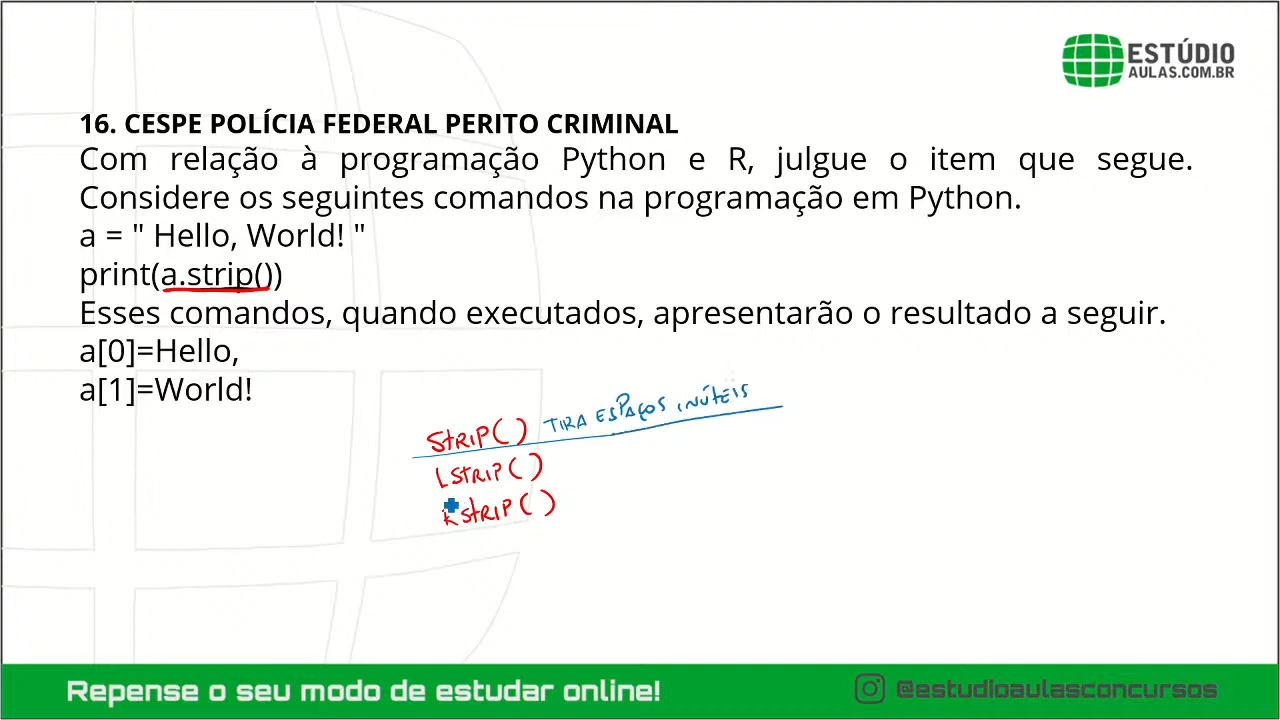 ESTÚDIO
AULAS.COM.BR
16. CESPE POLÍCIA FEDERAL PERITO CRIMINAL
Com relação à programação Python e R, julgue o item que segue.
Considere os seguintes comandos na programação em Python.
a = " Hello, World! "
print(a.strip())
Esses comandos, quando executados, apresentarão o resultado a seguir.
a[0]=Hello,
a[1]=World!
STRIP( ) TIRA ESPAÇOS INÚTEIS
LSTRIP( )
RSTRIP( )
Repense o seu modo de estudar online!
@estudioaulasconcursos